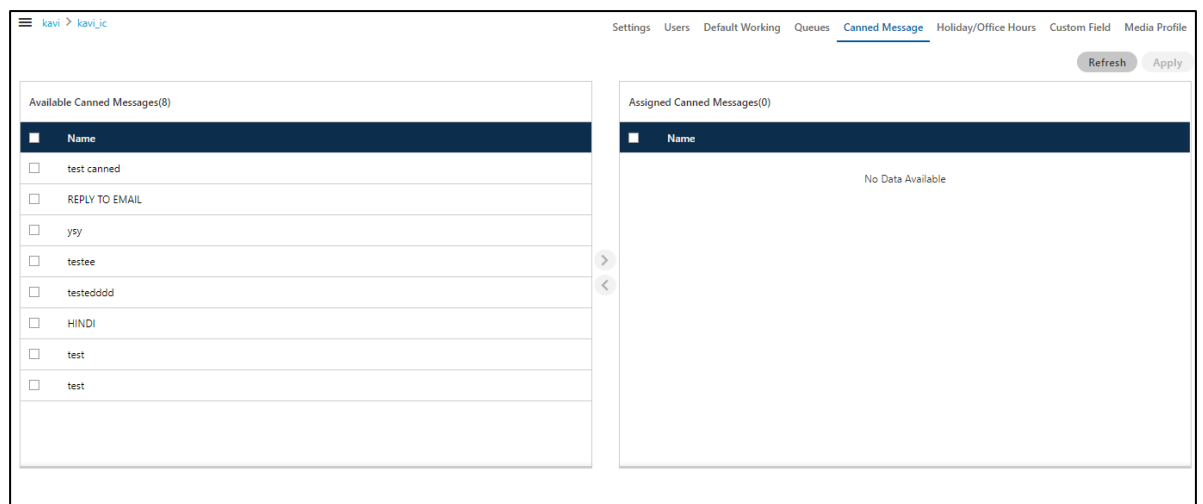 kavi > kavi_ic
Settings Users Default Working Queues Canned Message Holiday/Office Hours Custom Field Media Profile
Refresh Apply
Available Canned Messages(8)
Name
test canned
REPLY TO EMAIL
ysy
testee
testedddd
HINDI
test
test
Assigned Canned Messages(0)
Name
No Data Available